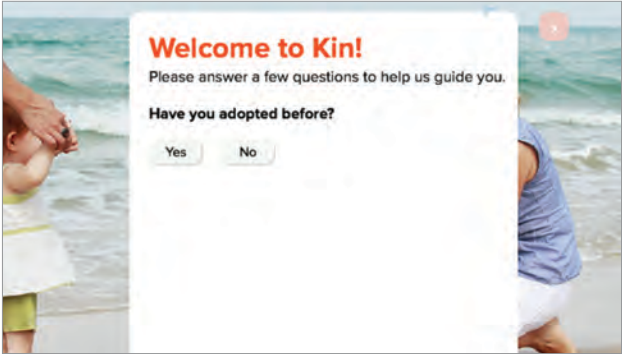 Welcome to Kin!
Please answer a few questions to help us guide you.
Have you adopted before?
Yes No
x